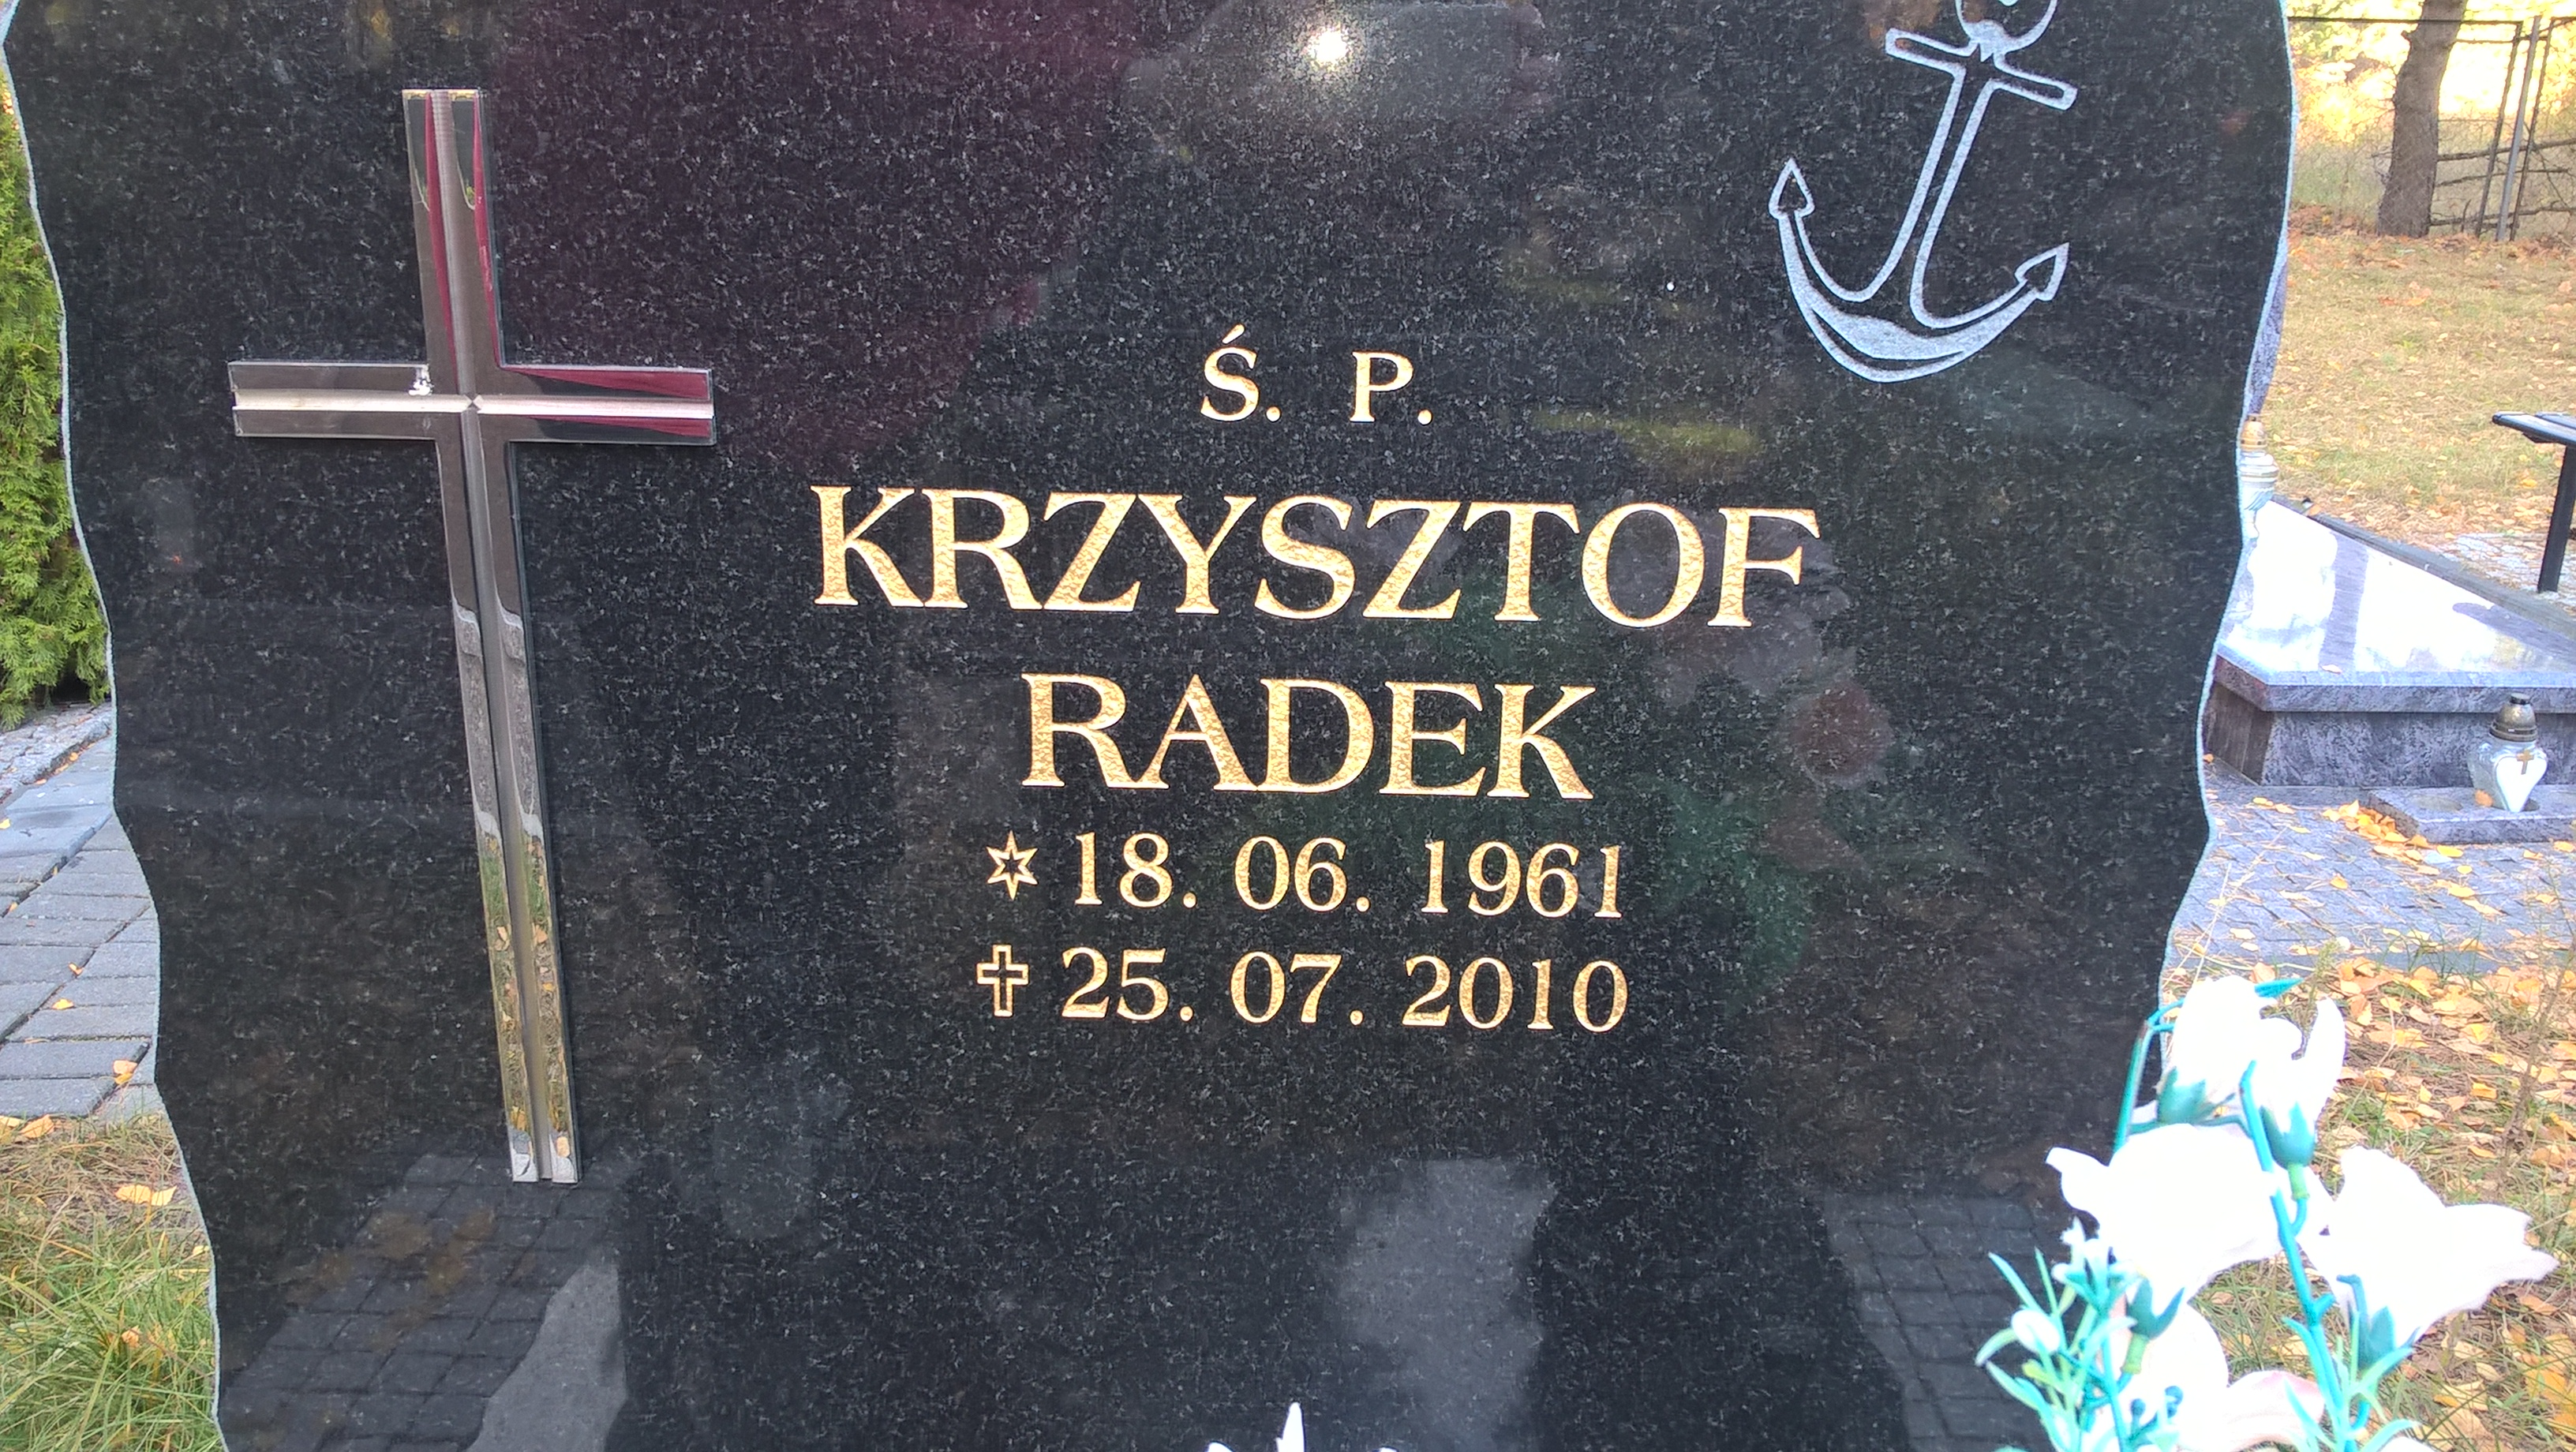 Ś. P.
KRZYSZTOF
RADEK
18. 06. 1961
25. 07. 2010